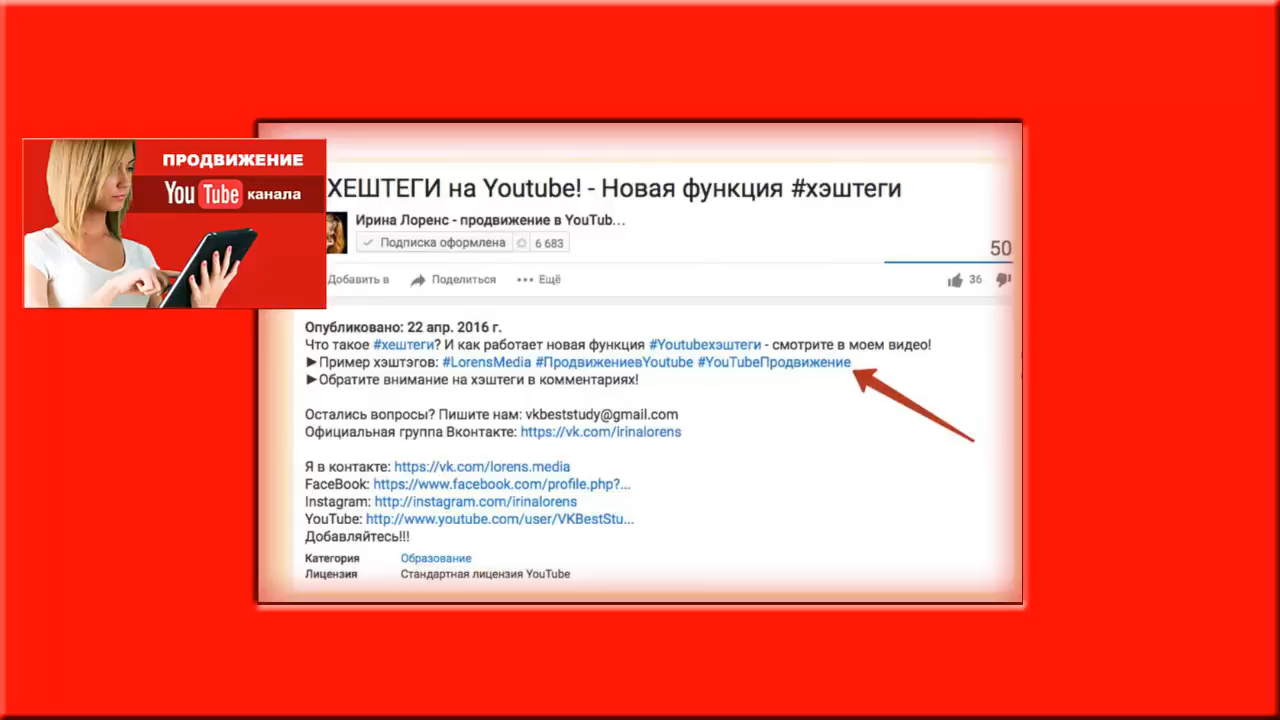 ПРОДВИЖЕНИЕ
YouTube канала
ХЕШТЕГИ на Youtube! - Новая функция #хэштеги
Ирина Лоренс - продвижение в YouTub...
Подписка оформлена 6 683
50
Добавить в Поделиться ••• Ещё 36
Опубликовано: 22 апр. 2016 г.
Что такое #хештеги? И как работает новая функция #Youtubeхэштеги - смотрите в моем видео!
►Пример хэштэгов: #LorensMedia #ПродвижениевYoutube #YouTubeПродвижение
►Обратите внимание на хэштеги в комментариях!
Остались вопросы? Пишите нам: vkbeststudy@gmail.com
Официальная группа Вконтакте: https://vk.com/irinalorens
Я в контакте: https://vk.com/lorens.media
FaceBook: https://www.facebook.com/profile.php?...
Instagram: http://instagram.com/irinalorens
YouTube: http://www.youtube.com/user/VKBestStu...
Добавляйтесь!!!
Категория Образование
Лицензия Стандартная лицензия YouTube